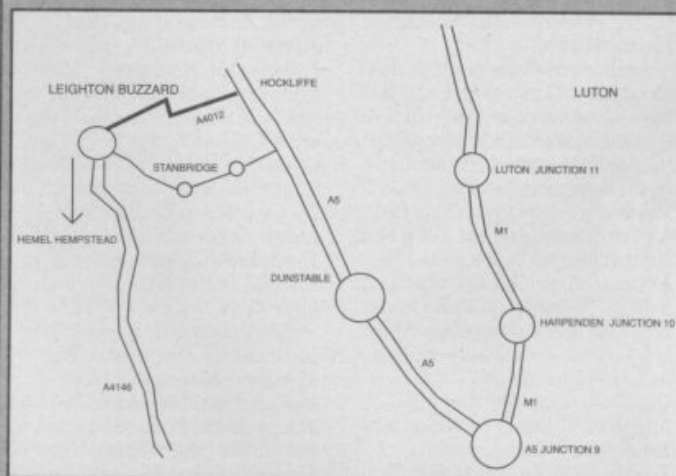 HOCKLIFFE
LEIGHTON BUZZARD
LUTON
A4012
STANBRIDGE
LUTON JUNCTION 11
A5
M1
HEMEL HEMPSTEAD
DUNSTABLE
HARPENDEN JUNCTION 10
A5
A4146
M1
A5 JUNCTION 9